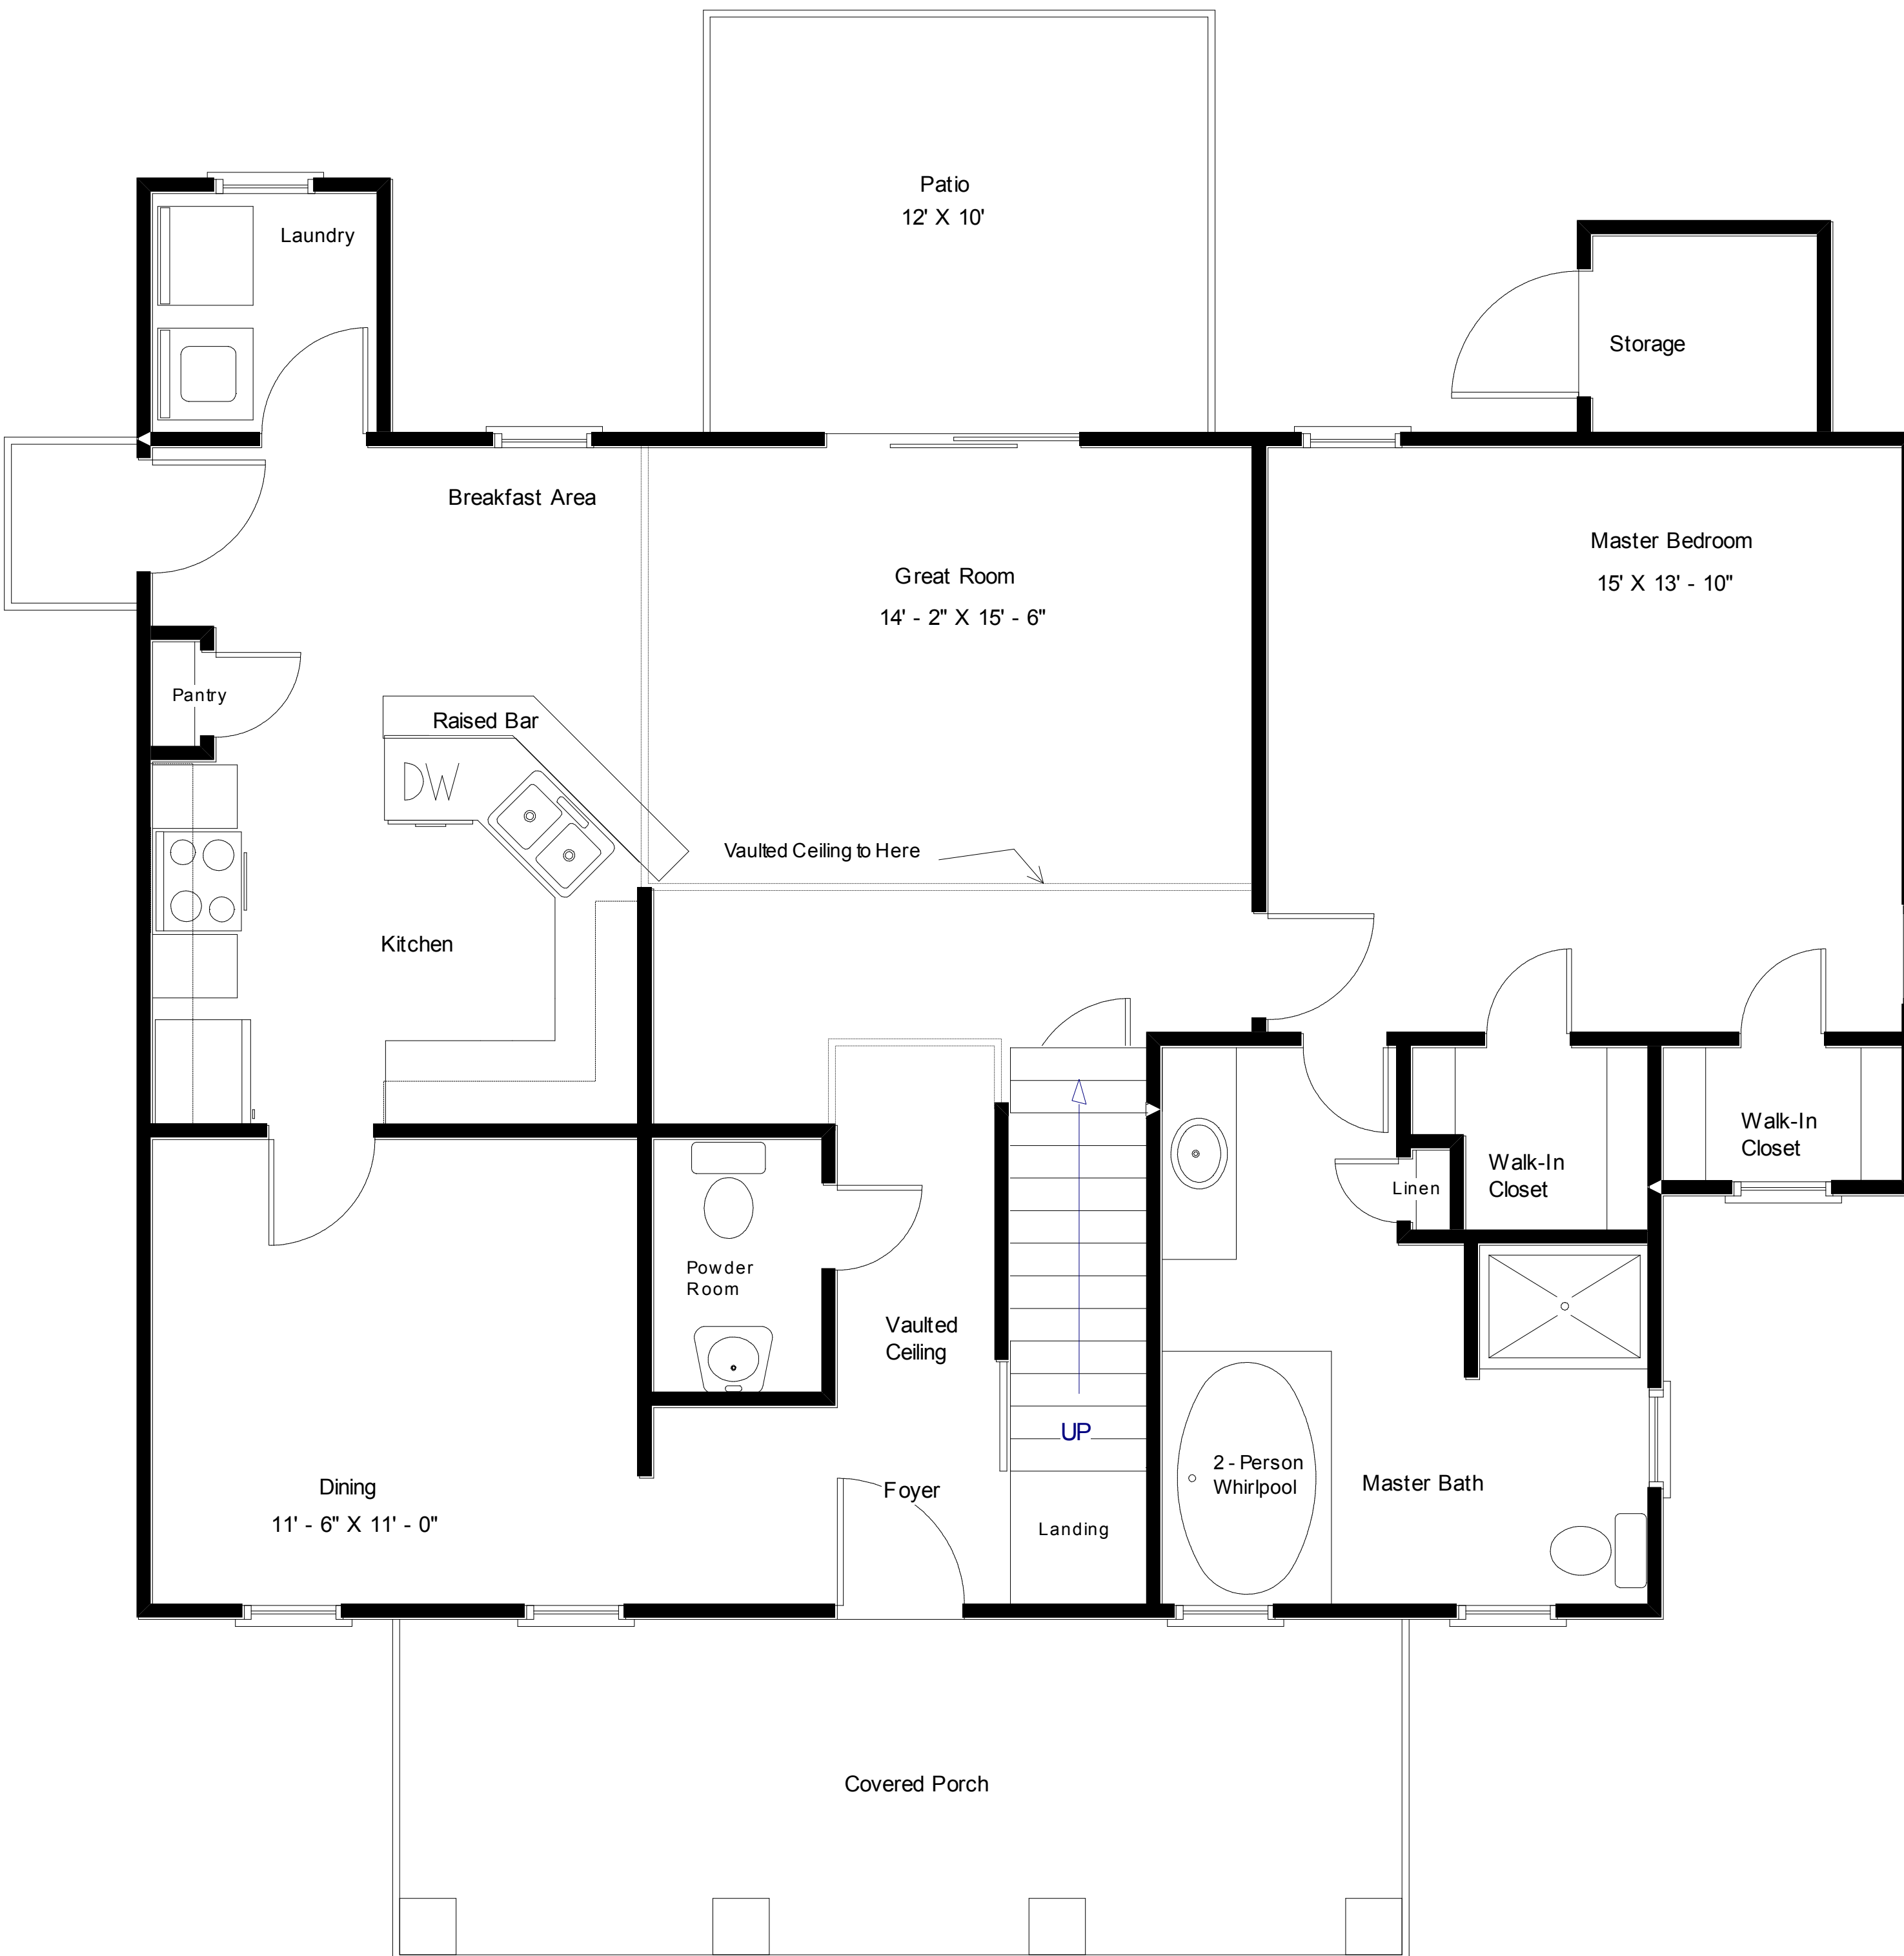 Patio
12' X 10'
Laundry
Storage
Breakfast Area
Master Bedroom
15' X 13' - 10"
Great Room
14' - 2" X 15' - 6"
Pantry
Raised Bar
DW
Vaulted Ceiling to Here
Kitchen
Walk-In
Closet
Walk-In
Closet
Linen
Powder
Room
Vaulted
Ceiling
UP
2 - Person
Whirlpool
Master Bath
Dining
11' - 6" X 11' - 0"
Foyer
Landing
Covered Porch